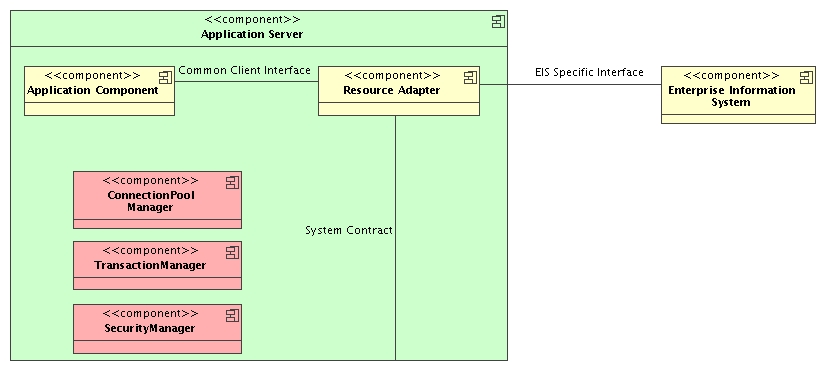 <<component>>
Application Server
<<component>>
Application Component
Common Client Interface
<<component>>
Resource Adapter
EIS Specific Interface
<<component>>
Enterprise Information
System
<<component>>
ConnectionPool
Manager
System Contract
<<component>>
TransactionManager
<<component>>
SecurityManager